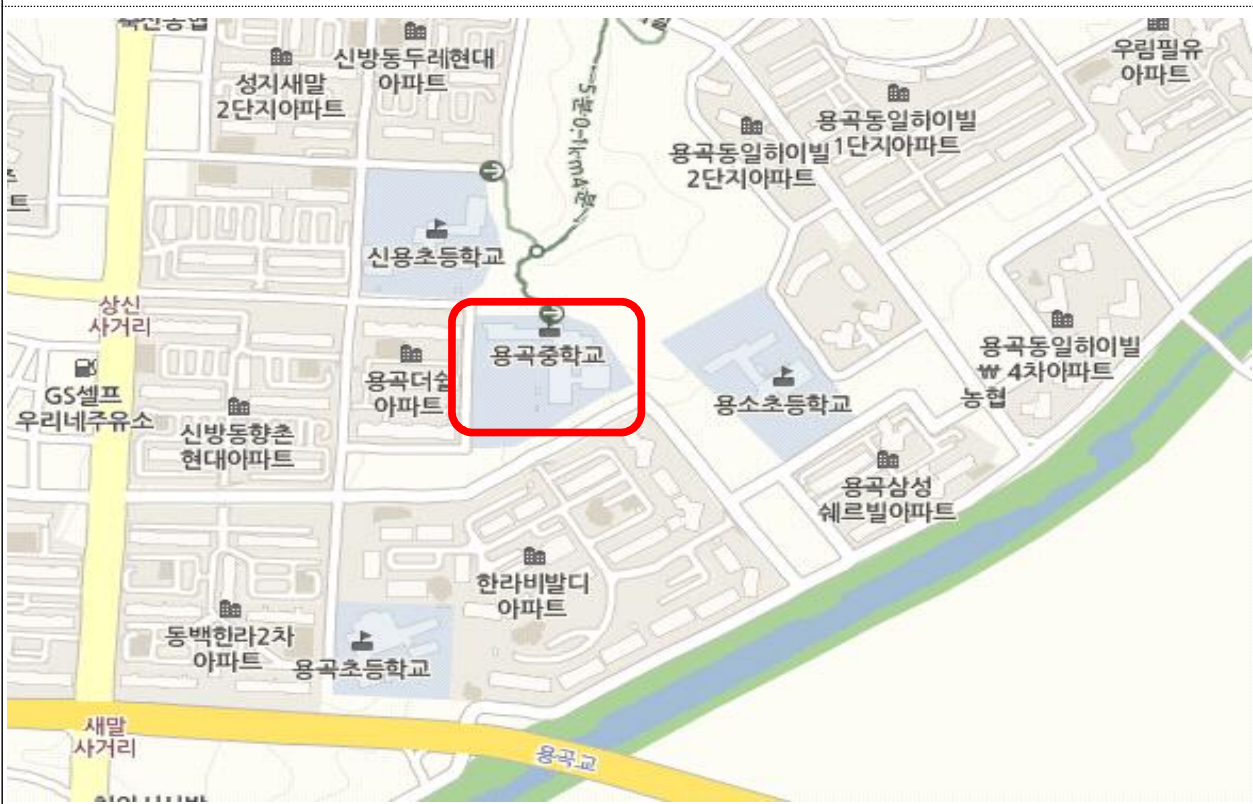 신방동두레현대
아파트
성지새말
2단지아파트
우림필유
아파트
용곡동일하이빌
1단지아파트
용곡동일하이빌
2단지아파트
신용초등학교
상신
사거리
용곡중학교
용곡동일하이빌
₩ 4차아파트
농협
GS셀프
우리네주유소
용곡더쉴
아파트
용소초등학교
신방동향촌
현대아파트
용곡삼성
쉐르빌아파트
한라비발디
아파트
동백한라2차
아파트
용곡초등학교
새말
사거리
용곡교